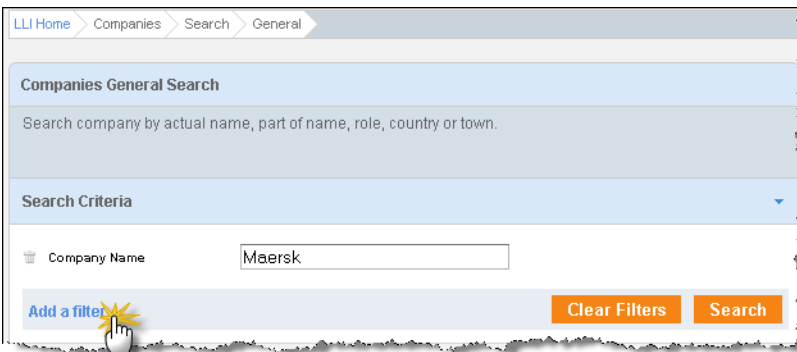 LLI Home Companies Search General
Companies General Search
Search company by actual name, part of name, role, country or town.
Search Criteria
Company Name Maersk
Add a filter Clear Filters Search